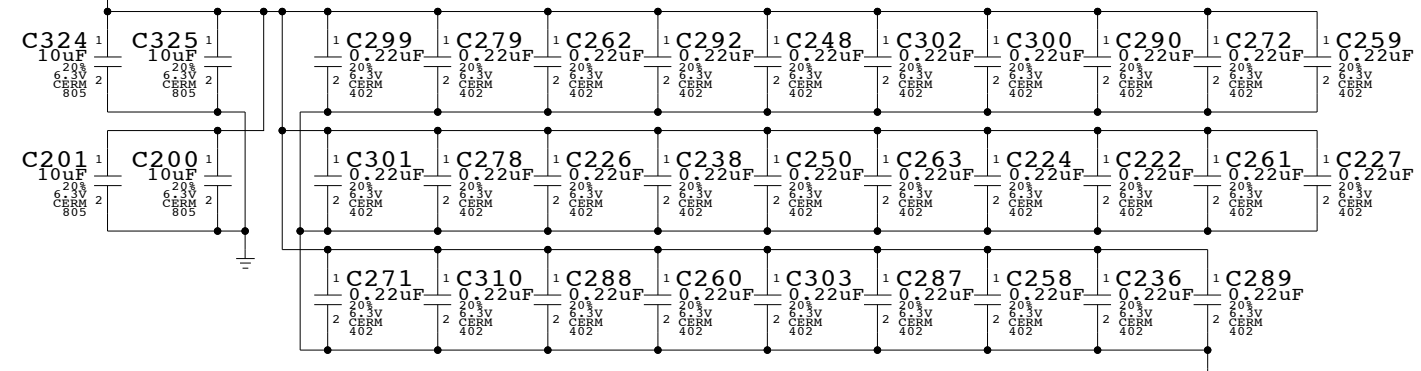 C324 1 C325 1 1 C299 1 C279 1 C262 1 C292 1 C248 1 C302 1 C300 1 C290 1 C272 1 C259
10uF 10uF 0.22uF 0.22uF 0.22uF 0.22uF 0.22uF 0.22uF 0.22uF 0.22uF 0.22uF 0.22uF
20% 20% 20% 20% 20% 20% 20% 20% 20% 20% 20% 20%
6.3V 2 6.3V 2 2 6.3V 2 6.3V 2 6.3V 2 6.3V 2 6.3V 2 6.3V 2 6.3V 2 6.3V 2 6.3V 2 6.3V
CERM CERM CERM CERM CERM CERM CERM CERM CERM CERM CERM CERM
805 805 402 402 402 402 402 402 402 402 402 402
C201 1 C200 1 1 C301 1 C278 1 C226 1 C238 1 C250 1 C263 1 C224 1 C222 1 C261 1 C227
10uF 10uF 0.22uF 0.22uF 0.22uF 0.22uF 0.22uF 0.22uF 0.22uF 0.22uF 0.22uF 0.22uF
20% 20% 20% 20% 20% 20% 20% 20% 20% 20% 20% 20%
6.3V 2 6.3V 2 2 6.3V 2 6.3V 2 6.3V 2 6.3V 2 6.3V 2 6.3V 2 6.3V 2 6.3V 2 6.3V 2 6.3V
CERM CERM CERM CERM CERM CERM CERM CERM CERM CERM CERM CERM
805 805 402 402 402 402 402 402 402 402 402 402
1 C271 1 C310 1 C288 1 C260 1 C303 1 C287 1 C258 1 C236 1 C289
0.22uF 0.22uF 0.22uF 0.22uF 0.22uF 0.22uF 0.22uF 0.22uF 0.22uF
20% 20% 20% 20% 20% 20% 20% 20% 20%
2 6.3V 2 6.3V 2 6.3V 2 6.3V 2 6.3V 2 6.3V 2 6.3V 2 6.3V 2 6.3V
CERM CERM CERM CERM CERM CERM CERM CERM CERM
402 402 402 402 402 402 402 402 402